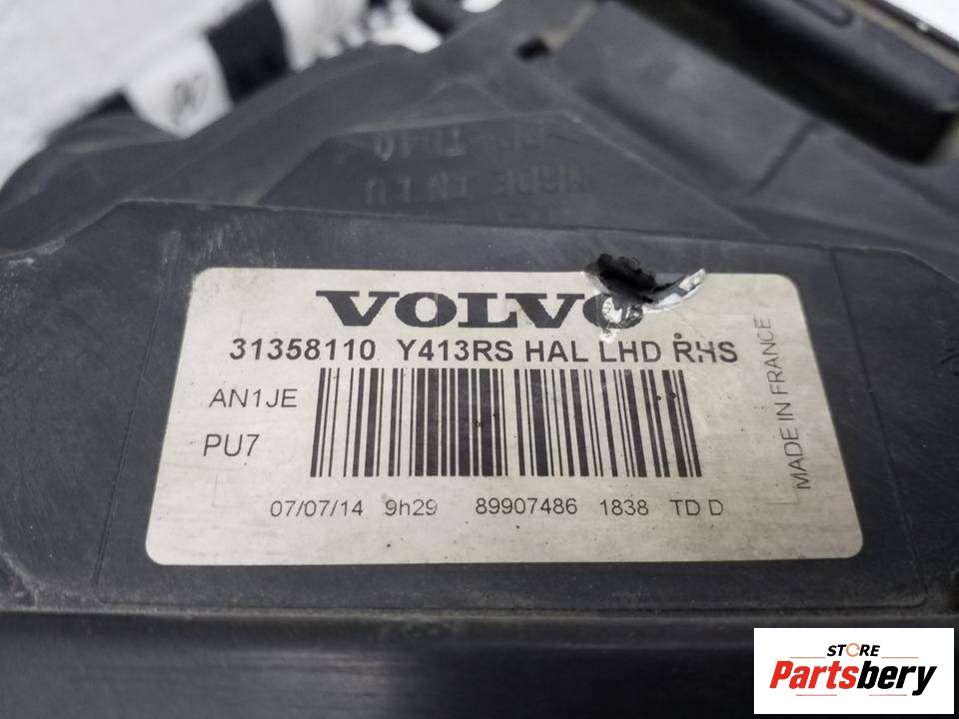 VOLVO
31358110 Y413RS HAL LHD RHS
AN1JE
PU7
07/07/14 9h29 89907486 1838 TD D
MADE IN FRANCE
STORE
Partsbery